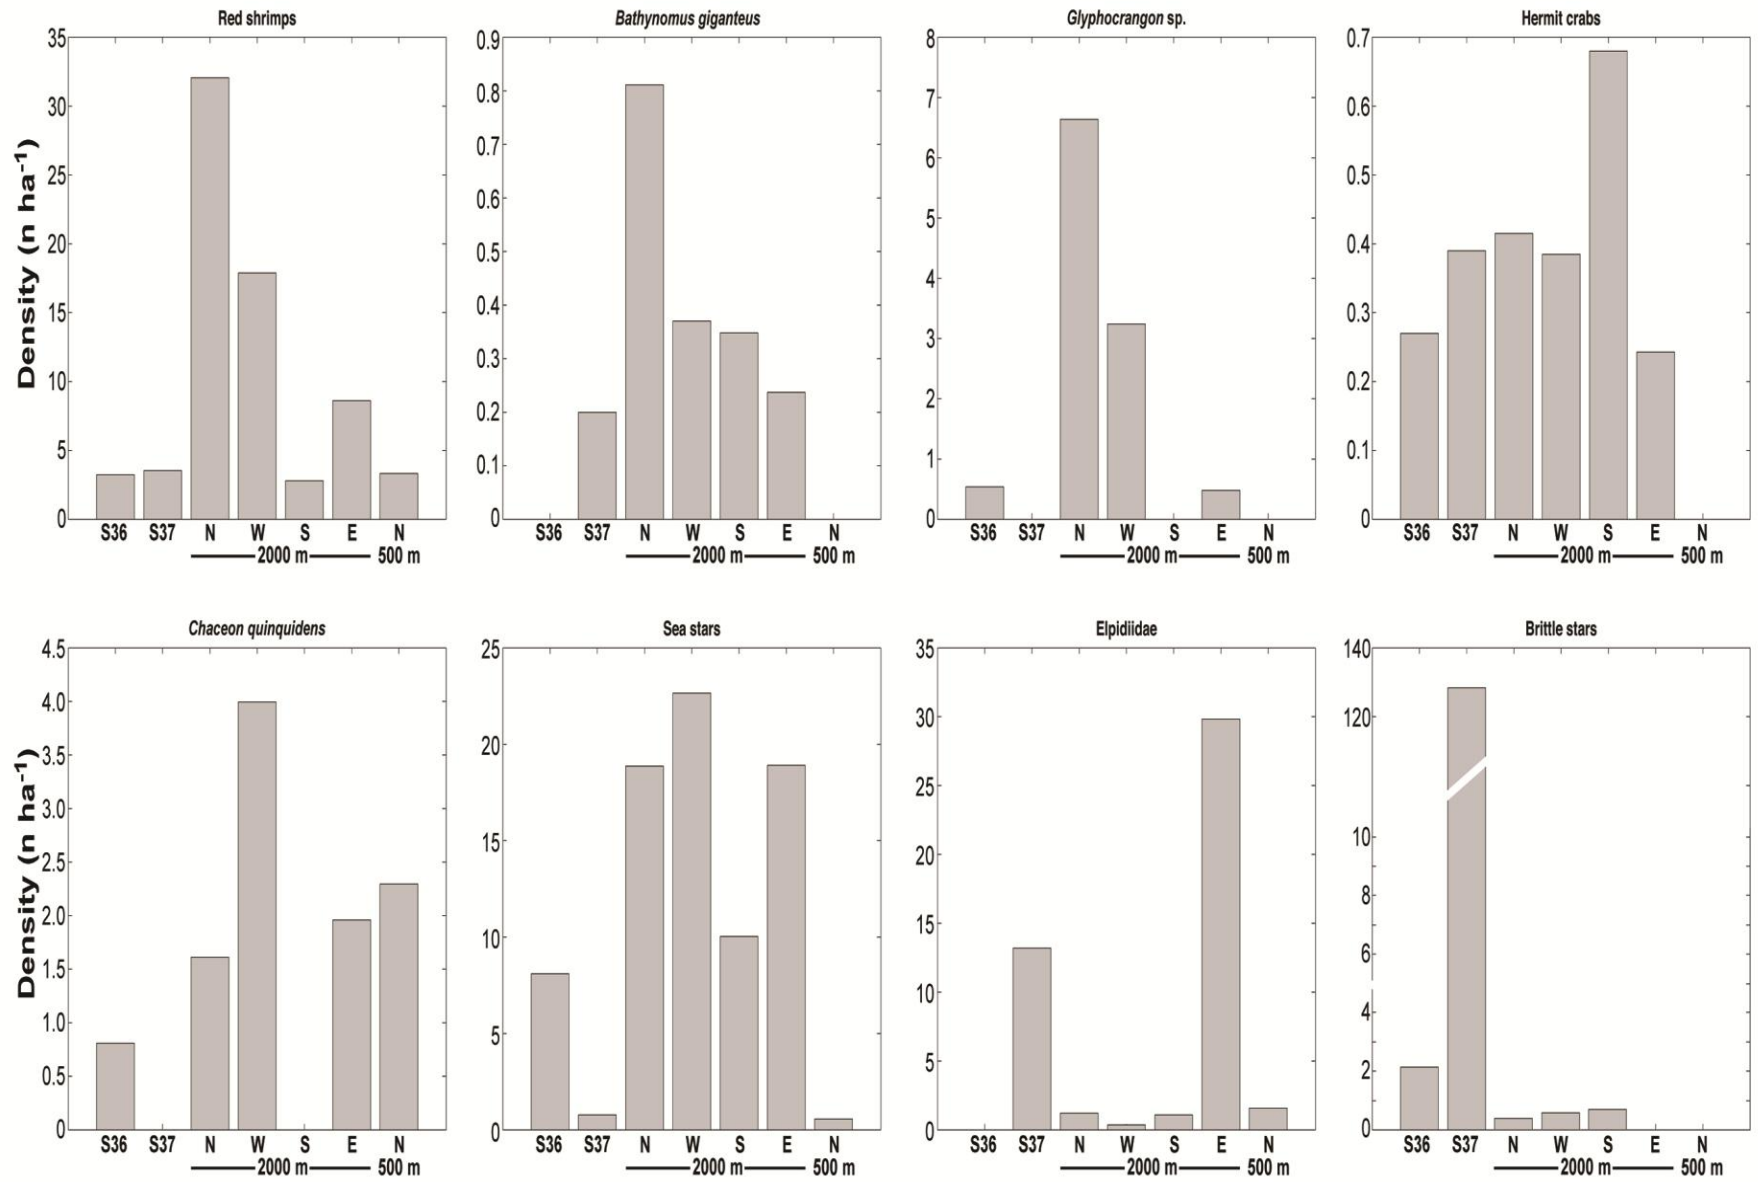 Red shrimps
Density (n ha⁻¹)
35
30
25
20
15
10
5
0
S36 S37 N W S E N
2000 m 500 m
Bathynomus giganteus
0.9
0.8
0.7
0.6
0.5
0.4
0.3
0.2
0.1
0
S36 S37 N W S E N
2000 m 500 m
Glyphocrangon sp.
8
7
6
5
4
3
2
1
0
S36 S37 N W S E N
2000 m 500 m
Hermit crabs
0.7
0.6
0.5
0.4
0.3
0.2
0.1
0
S36 S37 N W S E N
2000 m 500 m
Chaceon quinquidens
Density (n ha⁻¹)
4.5
4.0
3.5
3.0
2.5
2.0
1.5
1.0
0.5
0
S36 S37 N W S E N
2000 m 500 m
Sea stars
25
20
15
10
5
0
S36 S37 N W S E N
2000 m 500 m
Elpidiidae
35
30
25
20
15
10
5
0
S36 S37 N W S E N
2000 m 500 m
Brittle stars
140
120
10
8
6
4
2
0
S36 S37 N W S E N
2000 m 500 m